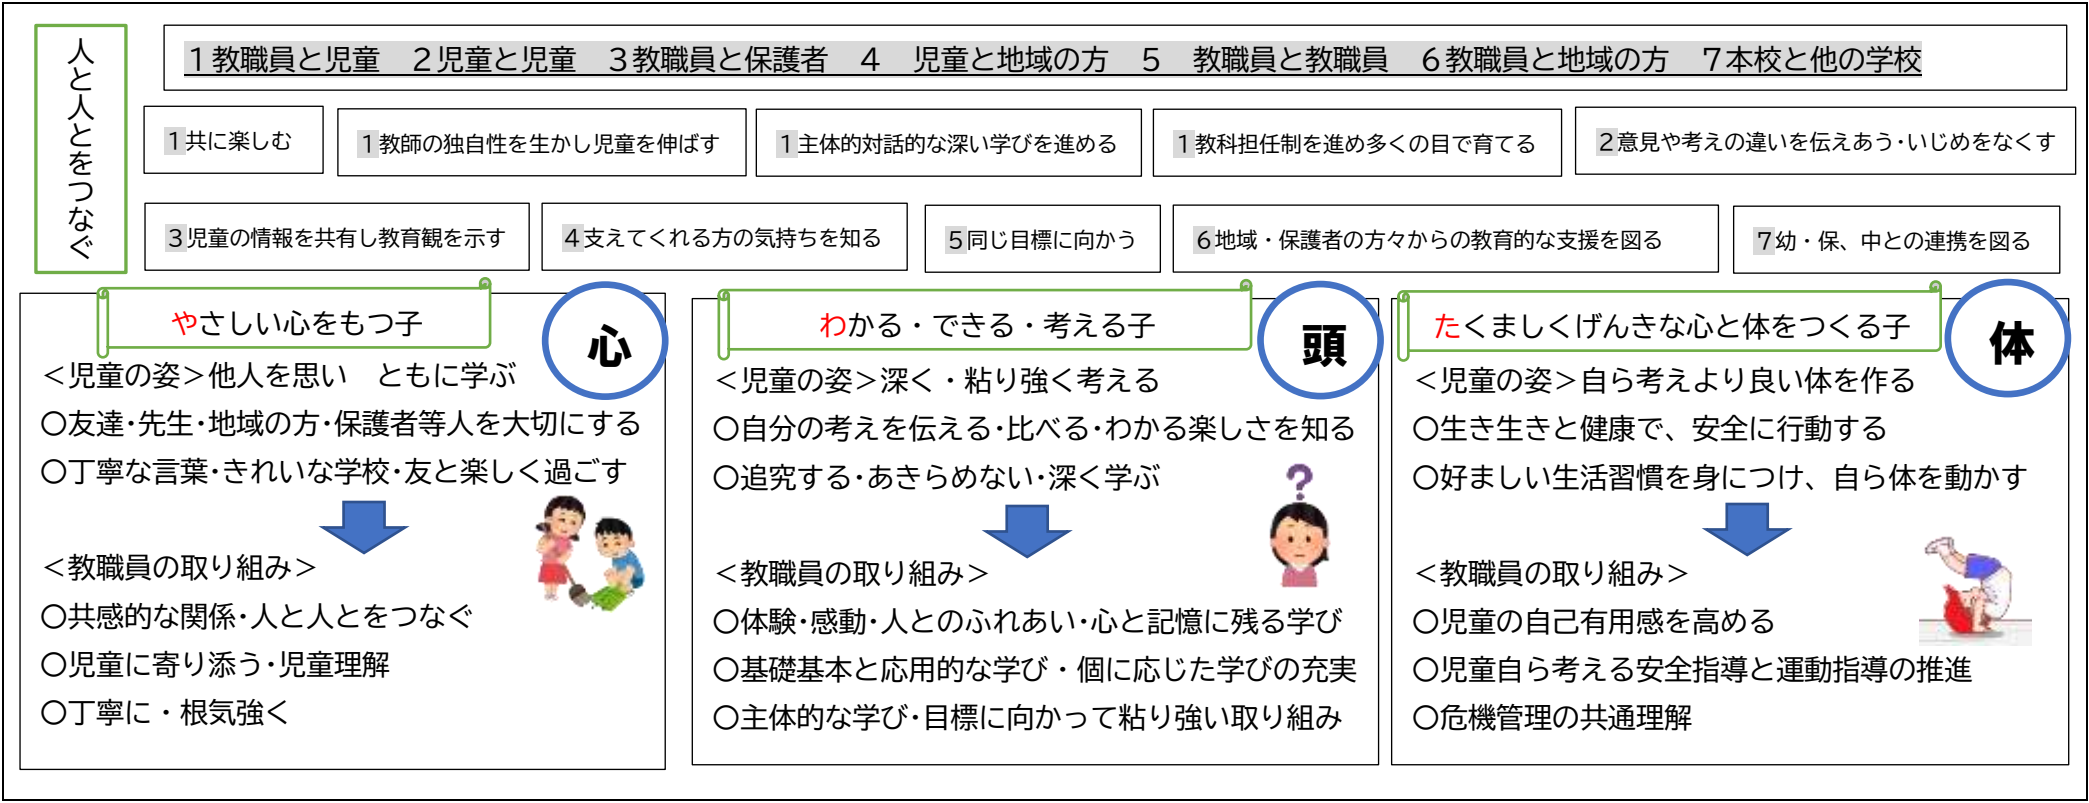 人と人とをつなぐ
１教職員と児童　２児童と児童　３教職員と保護者　４　児童と地域の方　５　教職員と教職員　６教職員と地域の方　７本校と他の学校
１共に楽しむ
１教師の独自性を生かし児童を伸ばす
１主体的対話的な深い学びを進める
１教科担任制を進め多くの目で育てる
２意見や考えの違いを伝えあう･いじめをなくす
３児童の情報を共有し教育観を示す
４支えてくれる方の気持ちを知る
５同じ目標に向かう
６地域・保護者の方々からの教育的な支援を図る
７幼・保、中との連携を図る
やさしい心をもつ子
心
＜児童の姿＞他人を思い　ともに学ぶ
〇友達･先生･地域の方･保護者等人を大切にする
〇丁寧な言葉･きれいな学校･友と楽しく過ごす
＜教職員の取り組み＞
〇共感的な関係･人と人とをつなぐ
〇児童に寄り添う･児童理解
〇丁寧に・根気強く
わかる・できる・考える子
頭
＜児童の姿＞深く・粘り強く考える
〇自分の考えを伝える･比べる･わかる楽しさを知る
〇追究する･あきらめない･深く学ぶ
?
＜教職員の取り組み＞
〇体験･感動･人とのふれあい･心と記憶に残る学び
〇基礎基本と応用的な学び・個に応じた学びの充実
〇主体的な学び･目標に向かって粘り強い取り組み
たくましくげんきな心と体をつくる子
体
＜児童の姿＞自ら考えより良い体を作る
〇生き生きと健康で、安全に行動する
〇好ましい生活習慣を身につけ、自ら体を動かす
＜教職員の取り組み＞
〇児童の自己有用感を高める
〇児童自ら考える安全指導と運動指導の推進
〇危機管理の共通理解